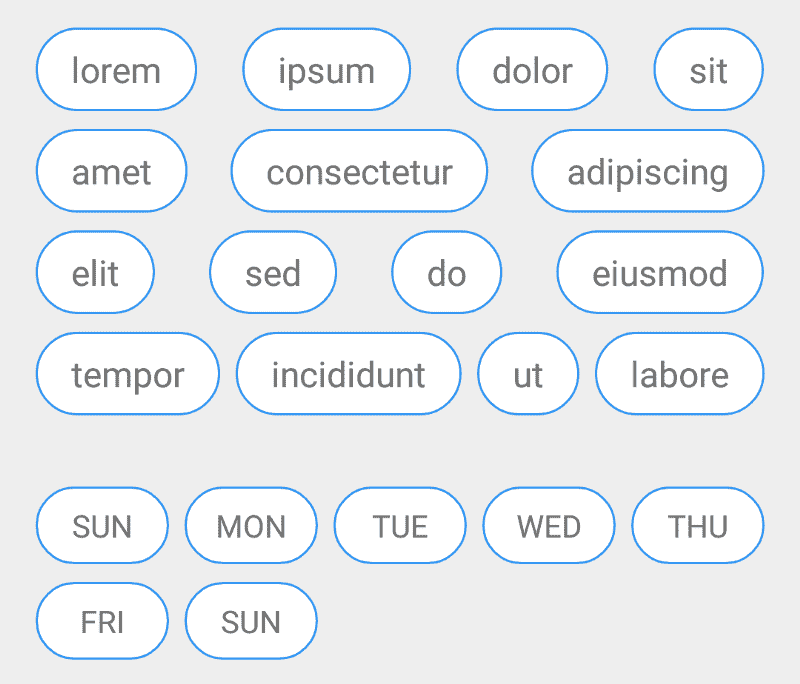 lorem ipsum dolor sit
amet consectetur adipiscing
elit sed do eiusmod
tempor incididunt ut labore
SUN MON TUE WED THU
FRI SUN